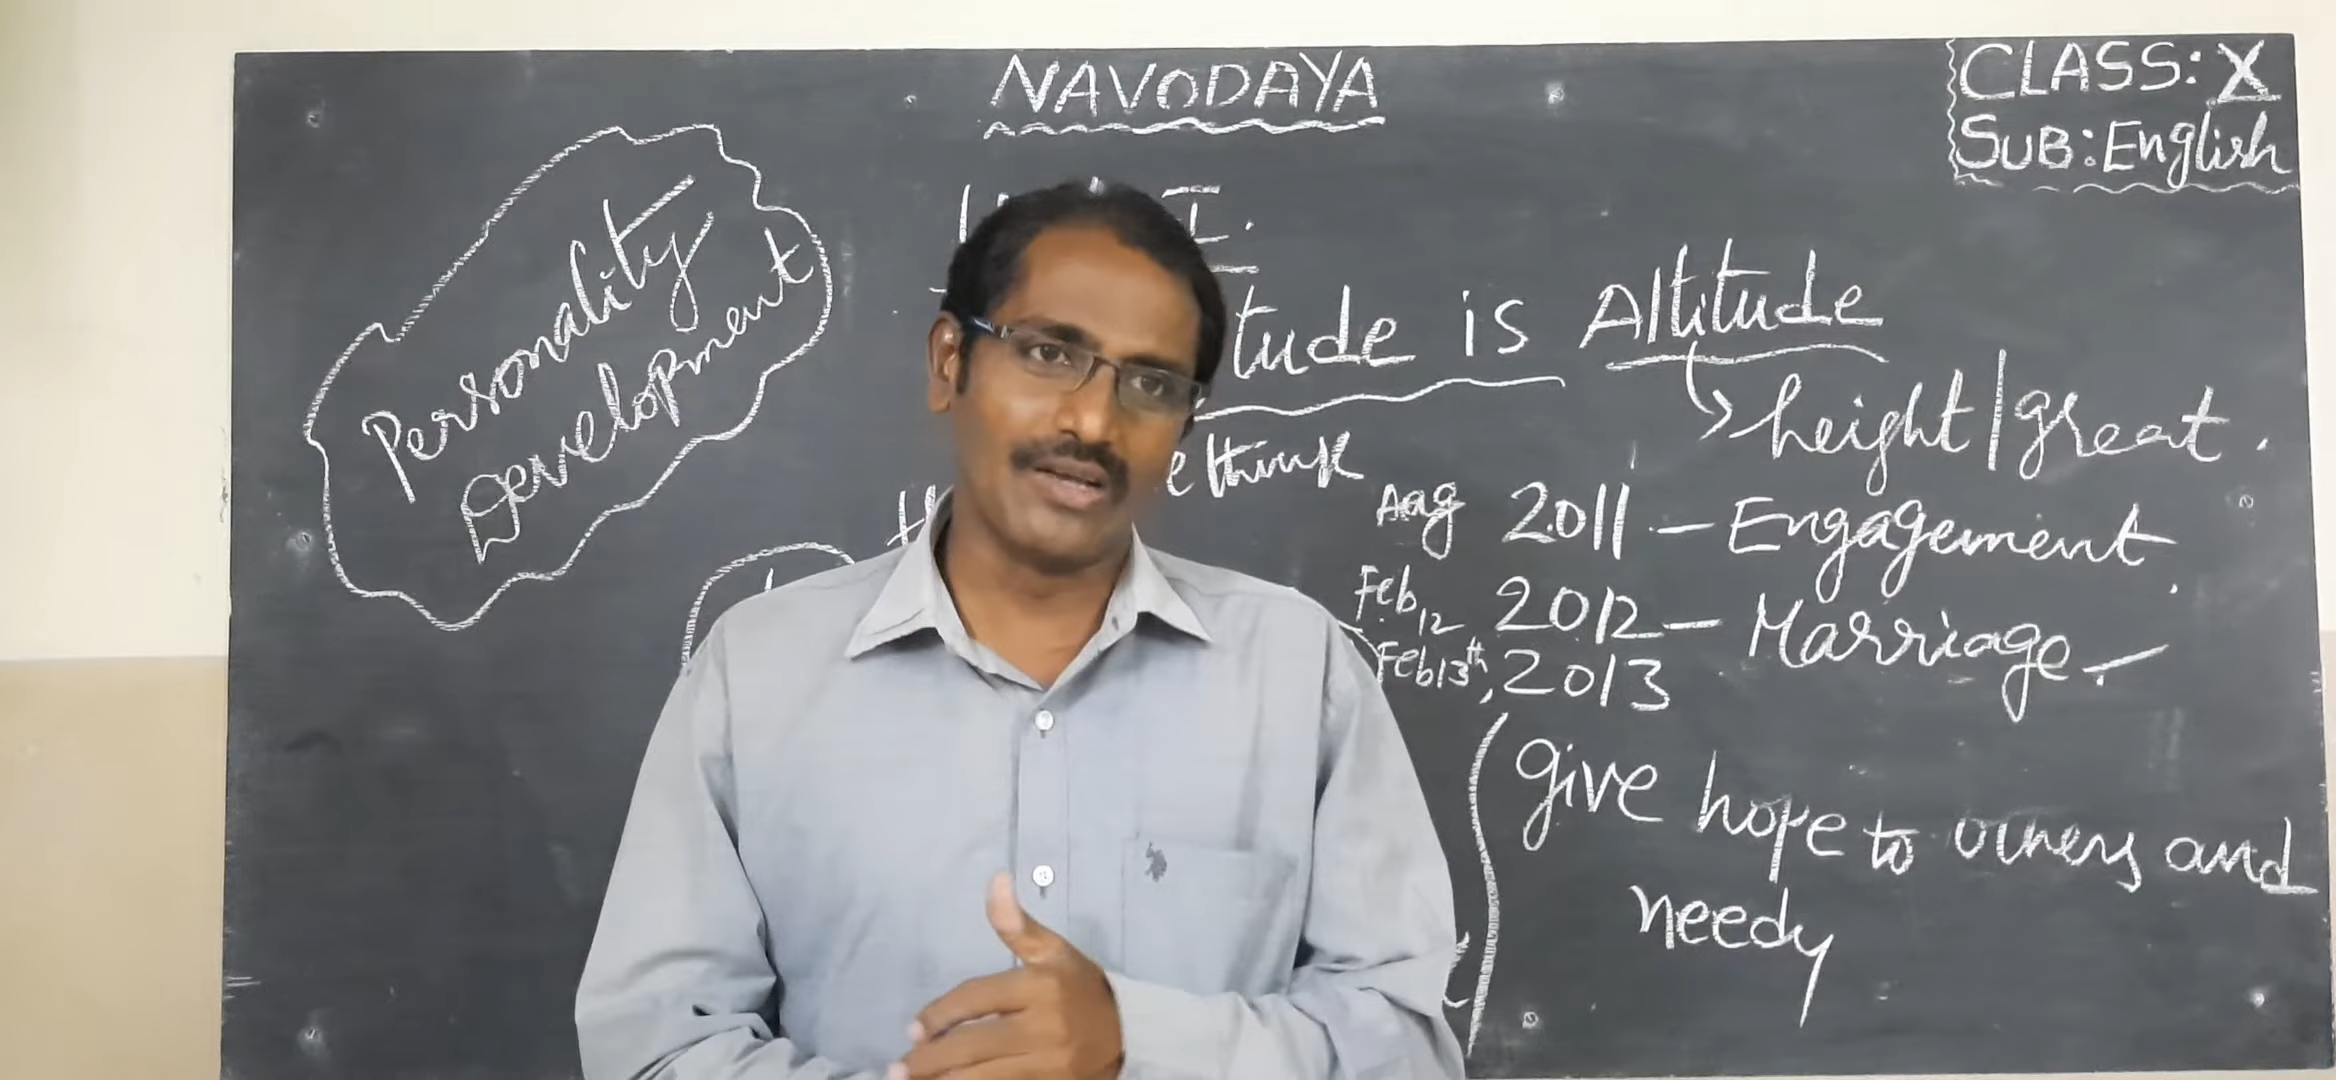 NAVODAYA
CLASS: X
SUB: English
Personality
Development
I.
tude is Altitude
height/great.
e think
Aug 2011 - Engagement
Feb 12 2012 - Marriage -
Feb 13th, 2013
give hope to others and
needy